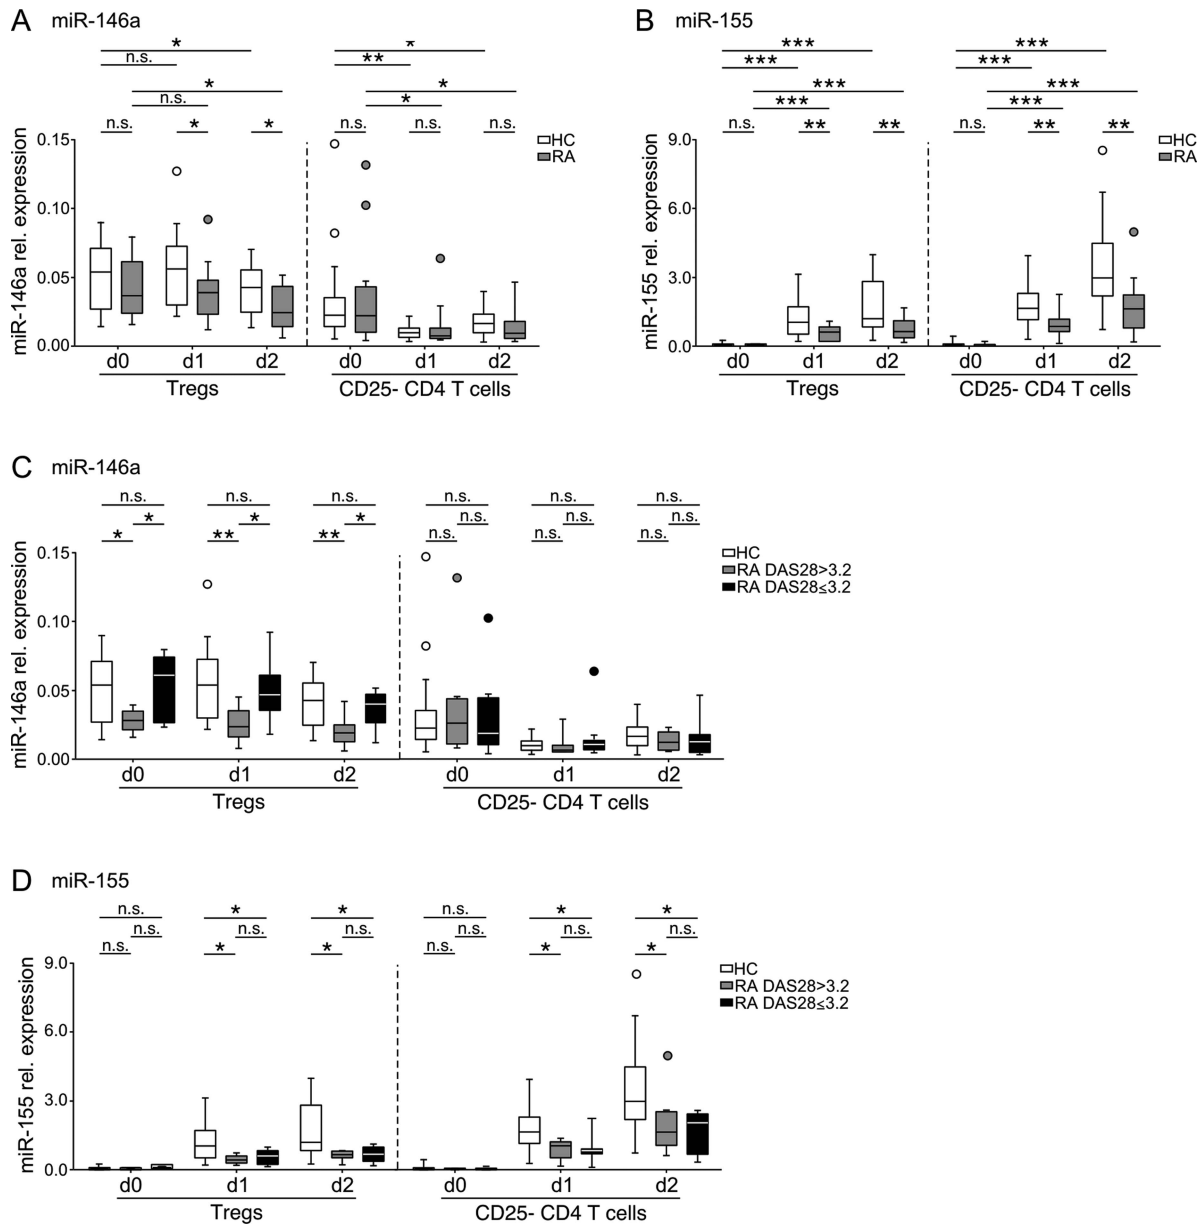 A miR-146a
* *
n.s. **
* *
n.s. *
n.s. * * n.s. n.s. n.s.
HC
RA
miR-146a rel. expression
0.15
0.10
0.05
0.00
d0 d1 d2 d0 d1 d2
Tregs CD25- CD4 T cells
B miR-155
*** ***
*** ***
*** ***
*** ***
n.s. ** ** n.s. ** **
HC
RA
miR-155 rel. expression
9.0
6.0
3.0
0.0
d0 d1 d2 d0 d1 d2
Tregs CD25- CD4 T cells
C miR-146a
n.s. n.s. n.s. n.s. n.s. n.s.
* * * n.s. n.s. n.s.
* ** ** n.s. n.s. n.s.
HC
RA DAS28>3.2
RA DAS28≤3.2
miR-146a rel. expression
0.15
0.10
0.05
0.00
d0 d1 d2 d0 d1 d2
Tregs CD25- CD4 T cells
D miR-155
n.s. * * n.s. * *
n.s. n.s. n.s. n.s. n.s. n.s.
n.s. * * n.s. * *
HC
RA DAS28>3.2
RA DAS28≤3.2
miR-155 rel. expression
9.0
6.0
3.0
0.0
d0 d1 d2 d0 d1 d2
Tregs CD25- CD4 T cells